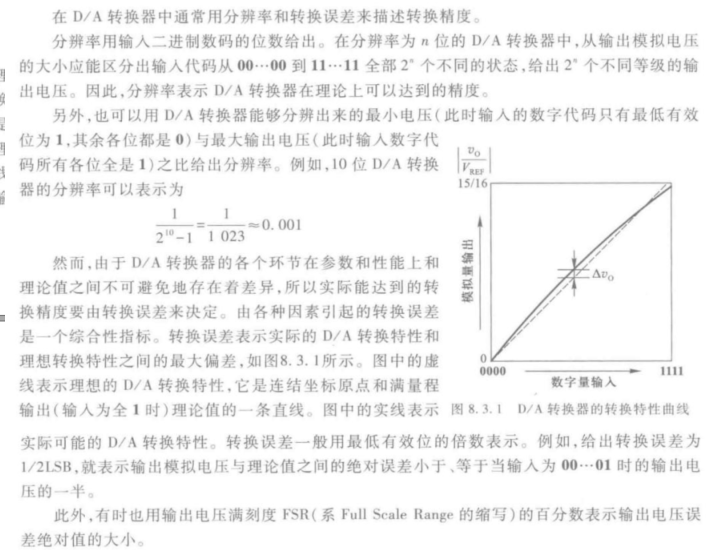 在 D/A 转换器中通常用分辨率和转换误差来描述转换精度。
分辨率用输入二进制数码的位数给出。在分辨率为 n 位的 D/A 转换器中,从输出模拟电压
的大小应能区分出输入代码从 00…00 到 11…11 全部 2ⁿ 个不同的状态,给出 2ⁿ 个不同等级的输
出电压。因此,分辨率表示 D/A 转换器在理论上可以达到的精度。
另外,也可以用 D/A 转换器能够分辨出来的最小电压(此时输入的数字代码只有最低有效
位为 1,其余各位都是 0)与最大输出电压(此时输入数字代
码所有各位全是 1)之比给出分辨率。例如,10 位 D/A 转换
器的分辨率可以表示为
1/(2¹⁰-1)=1/1 023≈0.001
然而,由于 D/A 转换器的各个环节在参数和性能上和
理论值之间不可避免地存在着差异,所以实际能达到的转
换精度要由转换误差来决定。由各种因素引起的转换误差
是一个综合性指标。转换误差表示实际的 D/A 转换特性和
理想转换特性之间的最大偏差,如图8.3.1所示。图中的虚
线表示理想的 D/A 转换特性,它是连结坐标原点和满量程
输出(输入为全 1 时)理论值的一条直线。图中的实线表示
|v_O/V_REF|
15/16
模拟量输出
Δv_O
0
0000
1111
数字量输入
图 8.3.1 D/A 转换器的转换特性曲线
实际可能的 D/A 转换特性。转换误差一般用最低有效位的倍数表示。例如,给出转换误差为
1/2LSB,就表示输出模拟电压与理论值之间的绝对误差小于、等于当输入为 00…01 时的输出电
压的一半。
此外,有时也用输出电压满刻度 FSR(系 Full Scale Range 的缩写)的百分数表示输出电压误
差绝对值的大小。